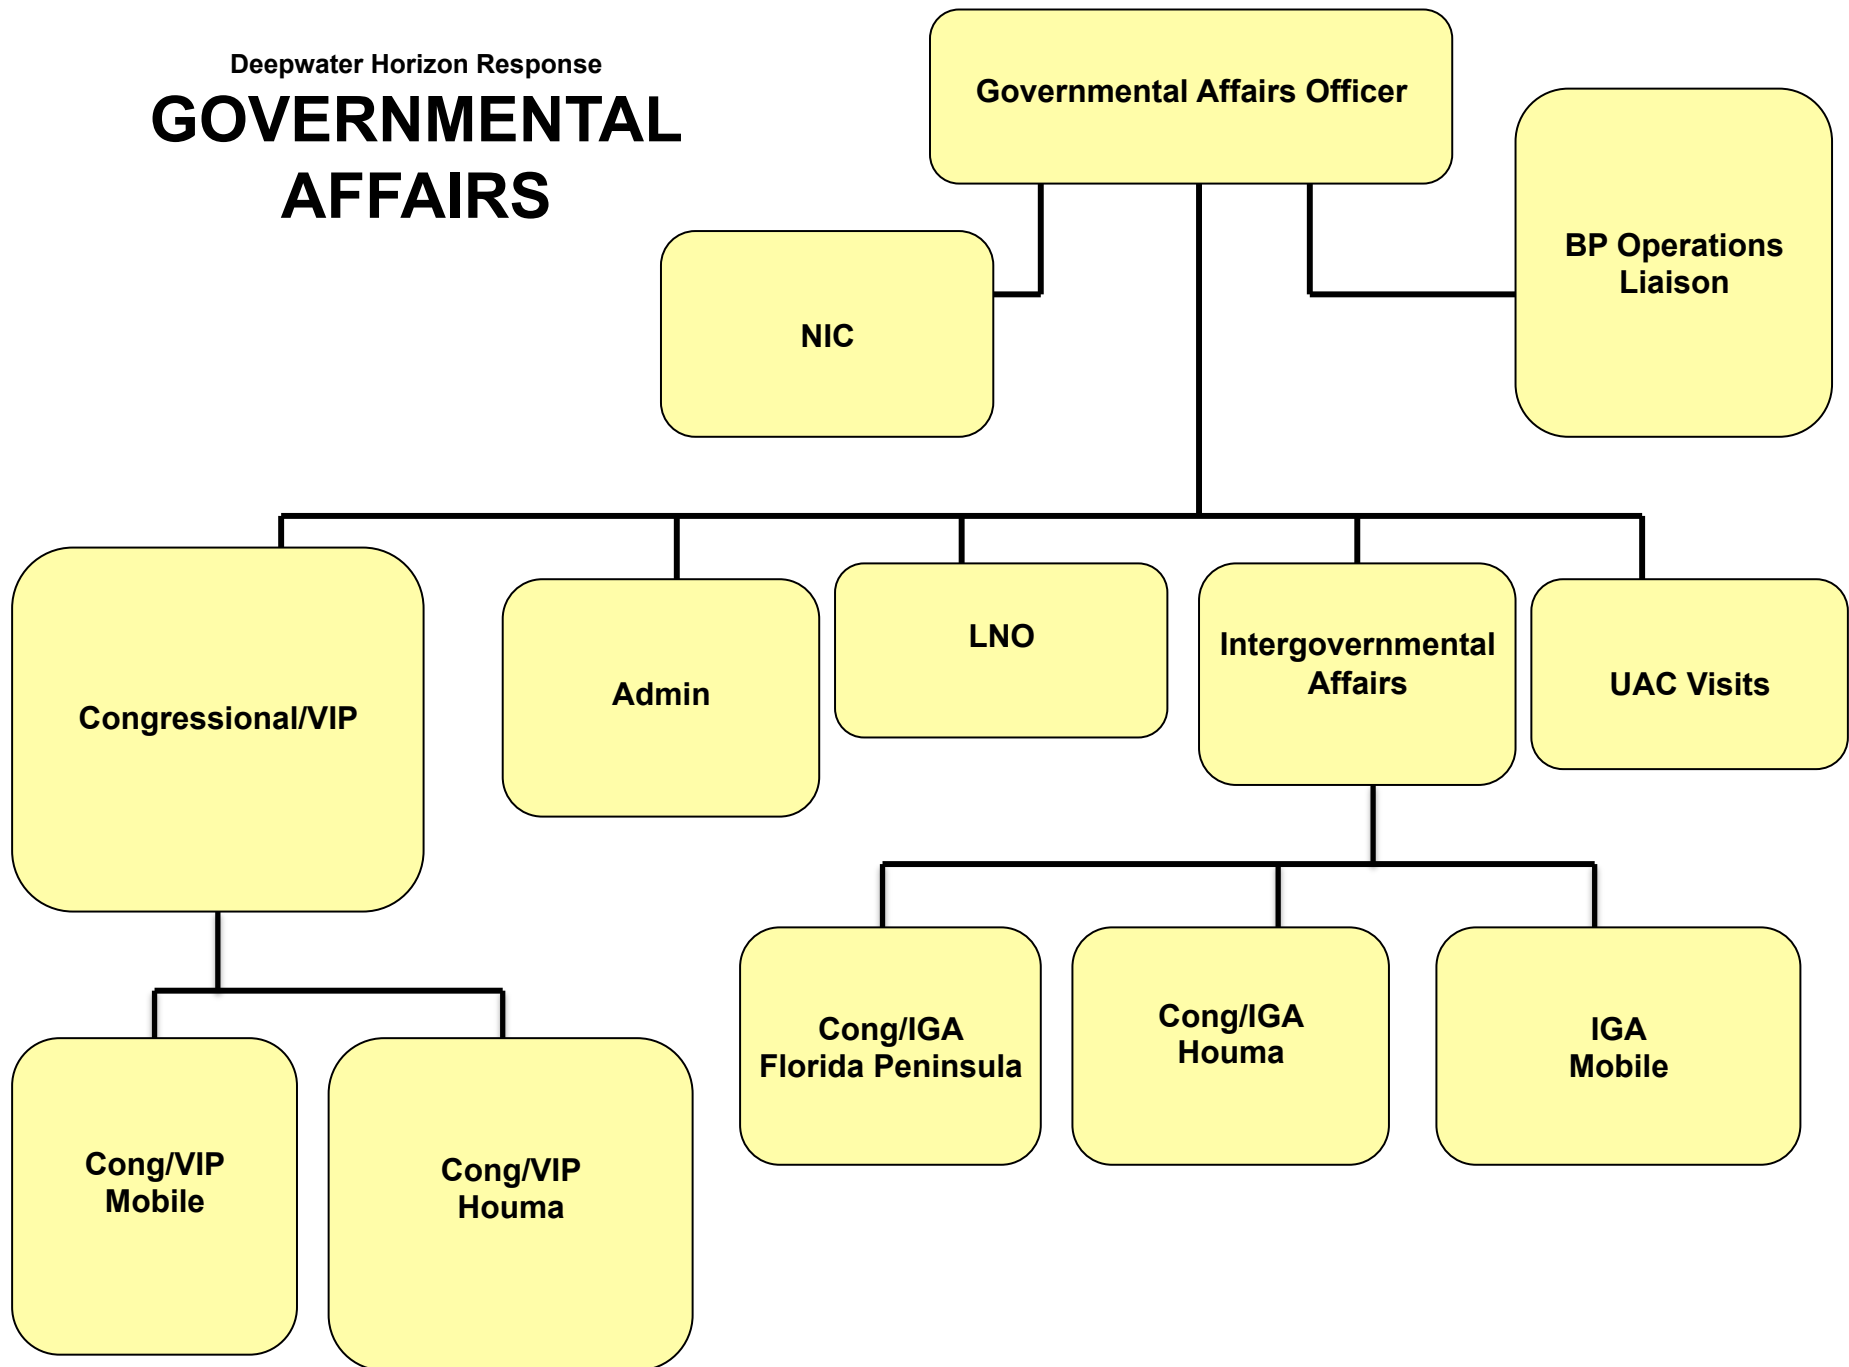 Deepwater Horizon Response
GOVERNMENTAL
AFFAIRS
Governmental Affairs Officer
BP Operations
Liaison
NIC
Congressional/VIP
Admin
LNO
Intergovernmental
Affairs
UAC Visits
Cong/VIP
Mobile
Cong/VIP
Houma
Cong/IGA
Florida Peninsula
Cong/IGA
Houma
IGA
Mobile